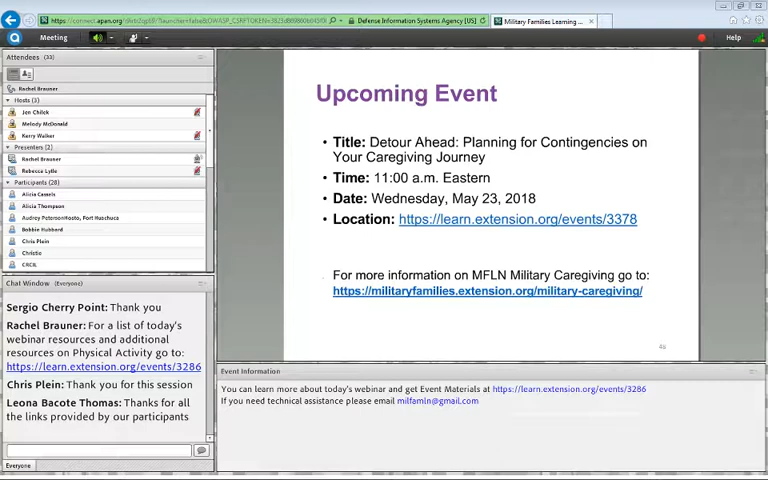 Defense Information Systems Agency [US]
Military Families Learning ...
Meeting
Help
Attendees (33)
Rachel Brauner
Hosts (3)
Jen Chilek
Melody McDonald
Kerry Walker
Presenters (2)
Rachel Brauner
Rebecca Lytle
Participants (28)
Alicia Cassels
Alicia Thompson
Audrey PetersonHosto, Fort Huachuca
Bobbie Hubbard
Chris Plein
Christic
CRCIL
Chat Window (Everyone)
Sergio Cherry Point: Thank you
Rachel Brauner: For a list of today's
webinar resources and additional
resources on Physical Activity go to:
https://learn.extension.org/events/3286
Chris Plein: Thank you for this session
Leona Bacote Thomas: Thanks for all
the links provided by our participants
Everyone
Upcoming Event
• Title: Detour Ahead: Planning for Contingencies on
Your Caregiving Journey
• Time: 11:00 a.m. Eastern
• Date: Wednesday, May 23, 2018
• Location: https://learn.extension.org/events/3378
For more information on MFLN Military Caregiving go to:
https://militaryfamilies.extension.org/military-caregiving/
Event Information
You can learn more about today's webinar and get Event Materials at https://learn.extension.org/events/3286
If you need technical assistance please email milfamln@gmail.com